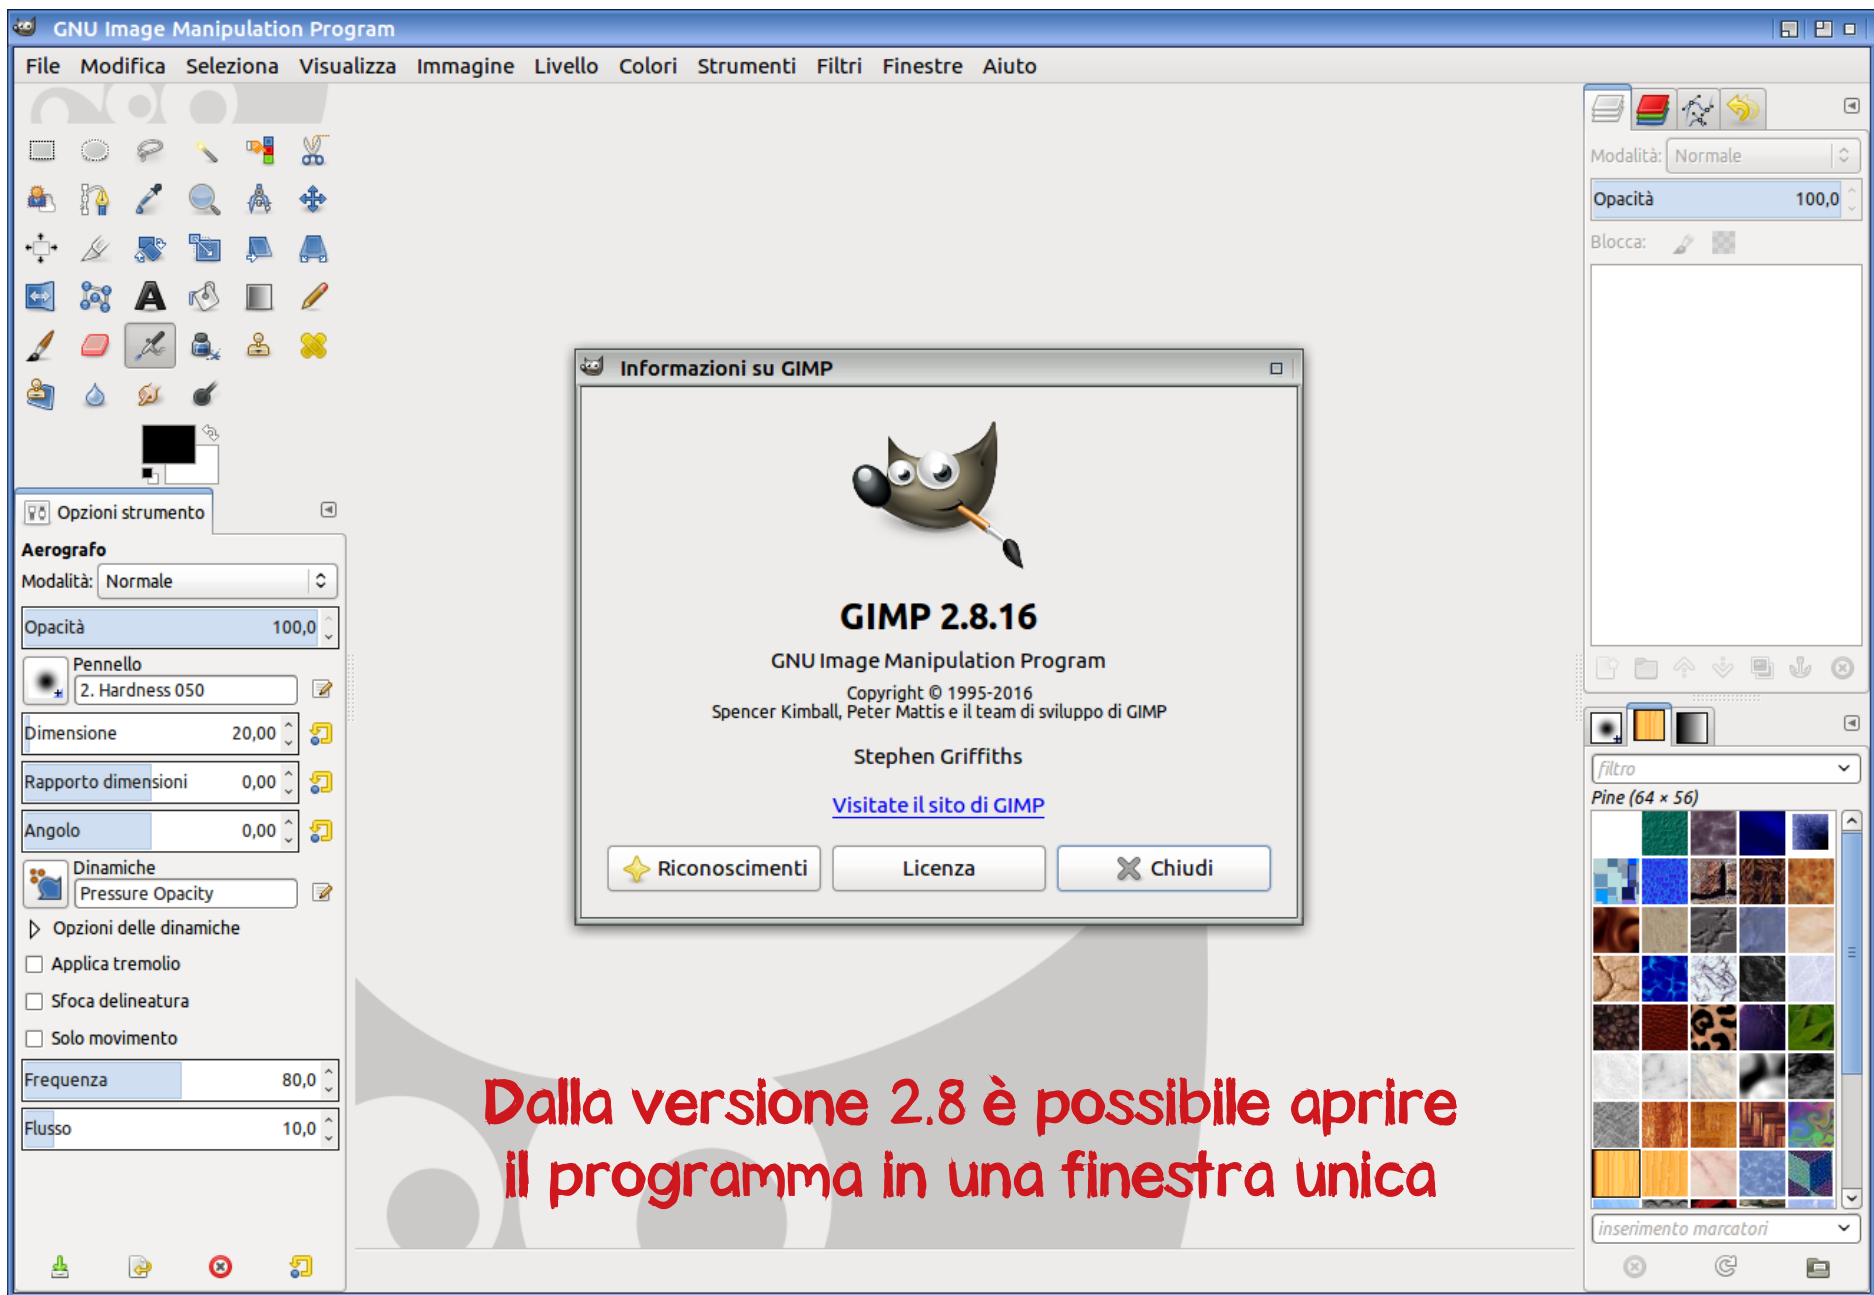 GNU Image Manipulation Program
File Modifica Seleziona Visualizza Immagine Livello Colori Strumenti Filtri Finestre Aiuto
Opzioni strumento
Aerografo
Modalità: Normale
Opacità 100,0
Pennello
2. Hardness 050
Dimensione 20,00
Rapporto dimensioni 0,00
Angolo 0,00
Dinamiche
Pressure Opacity
Opzioni delle dinamiche
Applica tremolio
Sfoca delineatura
Solo movimento
Frequenza 80,0
Flusso 10,0
Informazioni su GIMP
GIMP 2.8.16
GNU Image Manipulation Program
Copyright © 1995-2016
Spencer Kimball, Peter Mattis e il team di sviluppo di GIMP
Stephen Griffiths
Visitate il sito di GIMP
Riconoscimenti Licenza Chiudi
Dalla versione 2.8 è possibile aprire
il programma in una finestra unica
Modalità: Normale
Opacità 100,0
Blocca:
filtro
Pine (64 × 56)
inserimento marcatori